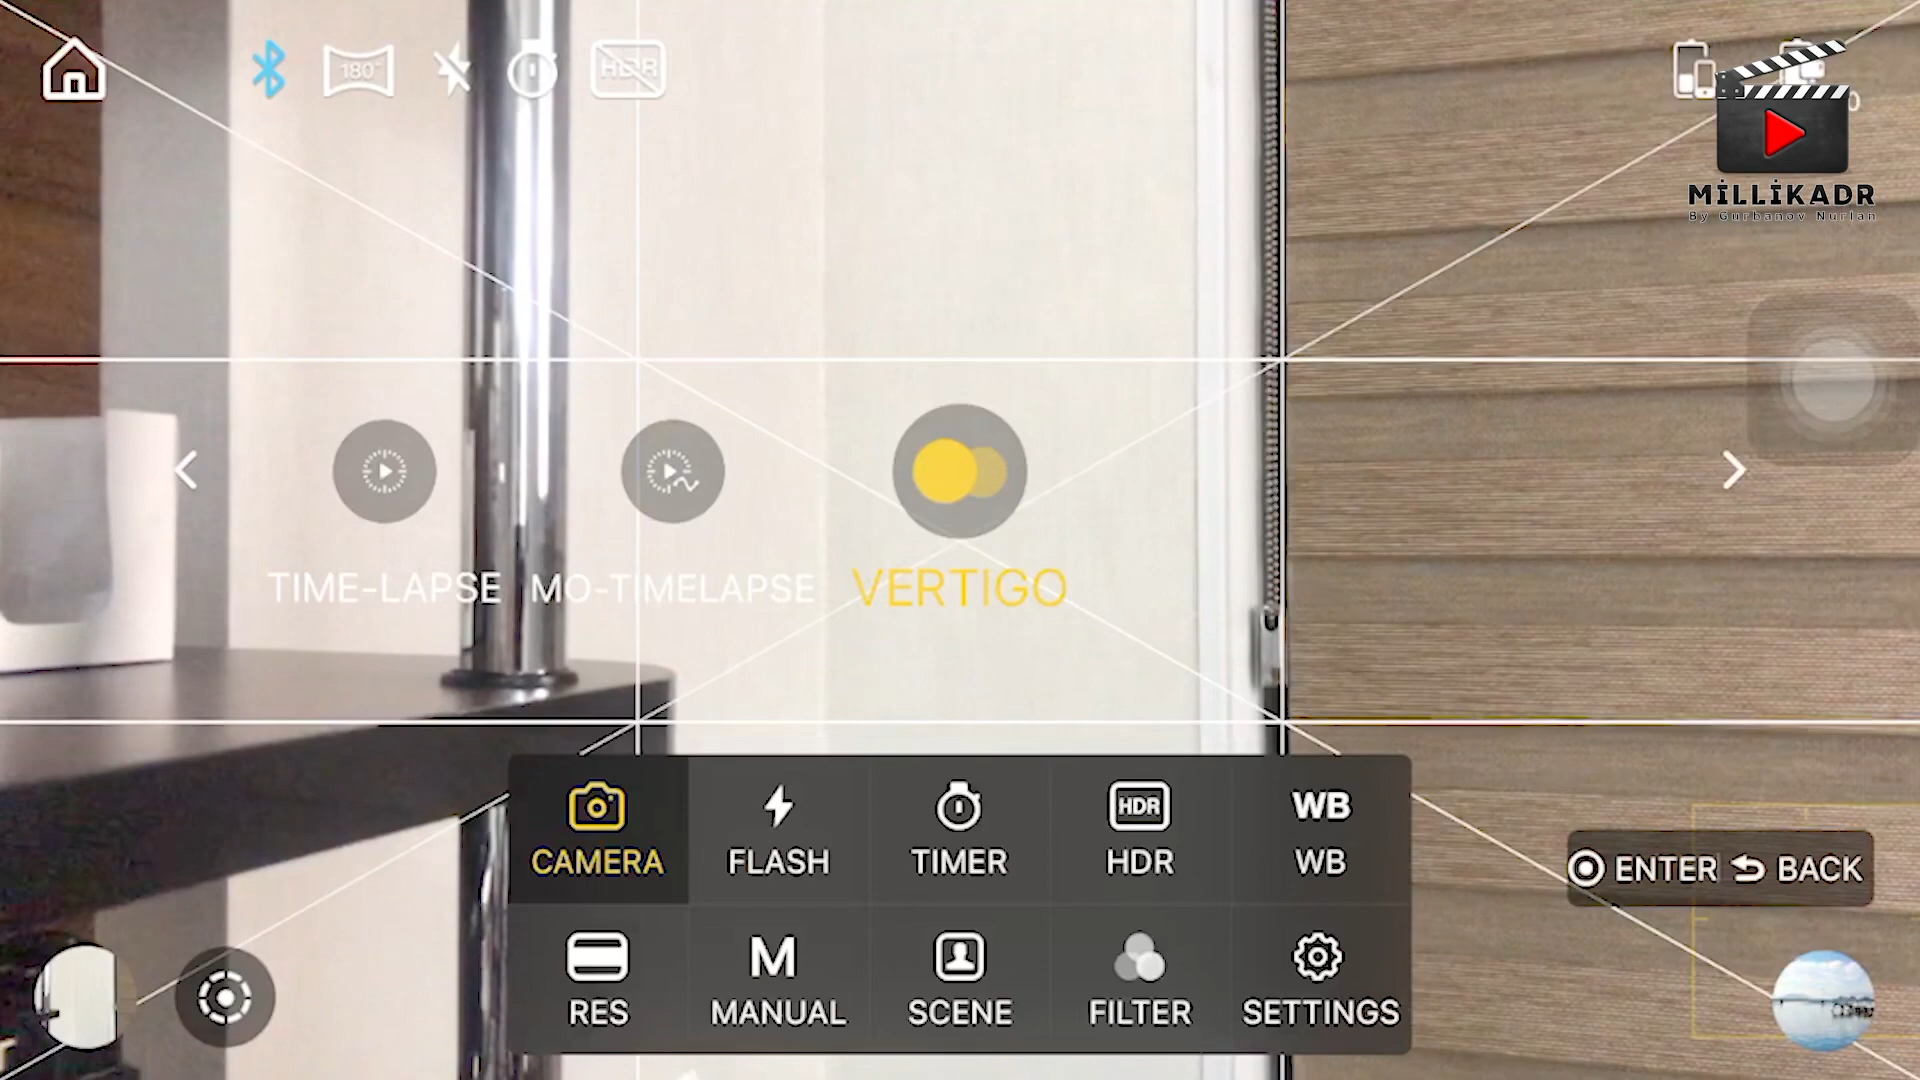 180°
HDR
MİLLİKADR
By Gurbanov Nurlan
TIME-LAPSE MO-TIMELAPSE VERTIGO
CAMERA FLASH TIMER HDR HDR WB WB
ENTER BACK
RES M MANUAL SCENE FILTER SETTINGS